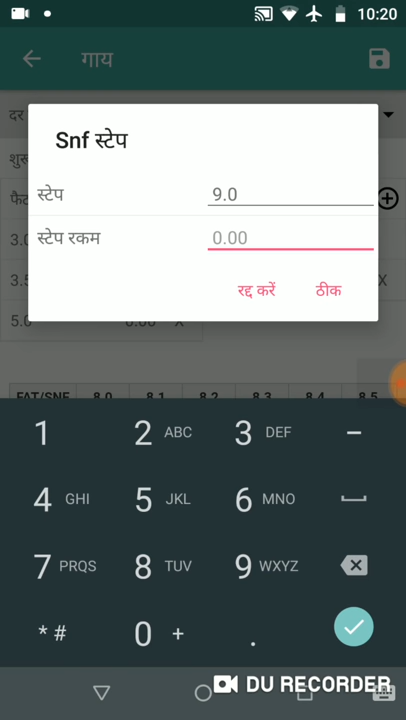 10:20
गाय
दर
Snf स्टेप
शुरु
स्टेप 9.0
फैट
स्टेप रकम 0.00
3.0
3.5 X
रद्द करें ठीक
5.0 0.00 X
FAT/SNF 8.0 8.1 8.2 8.3 8.4 8.5
1 2 ABC 3 DEF –
4 GHI 5 JKL 6 MNO
7 PRQS 8 TUV 9 WXYZ
* # 0 + .
DU RECORDER